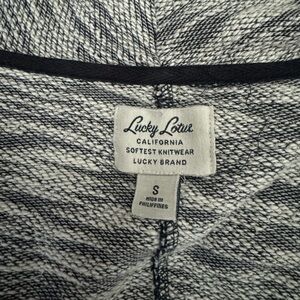 Lucky Lotus
CALIFORNIA
SOFTEST KNITWEAR
LUCKY BRAND
S
MADE IN
PHILIPPINES